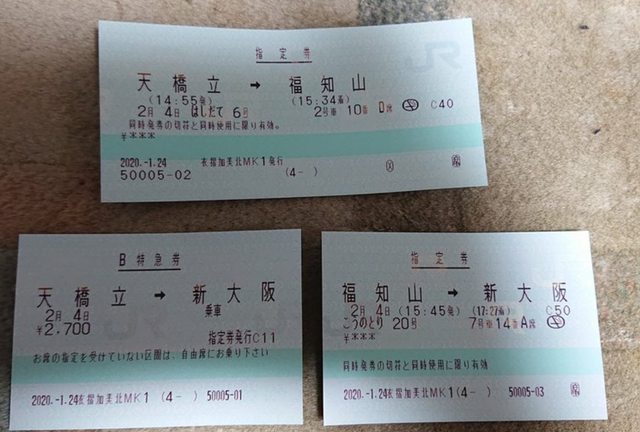 指定券
天橋立 → 福知山
(14:55発) (15:34着)
2月 4日 はしだて 6号 2号車 10番 D席 C40
同時発券の切符と同時使用に限り有効。
¥***
2020.-1.24 衣摺加美北MK1発行
50005-02 (4- )
B特急券
天橋立 → 新大阪
2月 4日 乗車
¥2,700
指定券発行C11
お席の指定を受けていない区間は、自由席にお乗り下さい
2020.-1.24衣摺加美北MK1 (4- ) 50005-01
指定券
福知山 → 新大阪
2月 4日 (15:45発) (17:27着) C50
こうのとり 20号 7号車 14番A席
¥***
同時発券の切符と同時使用に限り有効
2020.-1.24衣摺加美北MK1(4- ) 50005-03